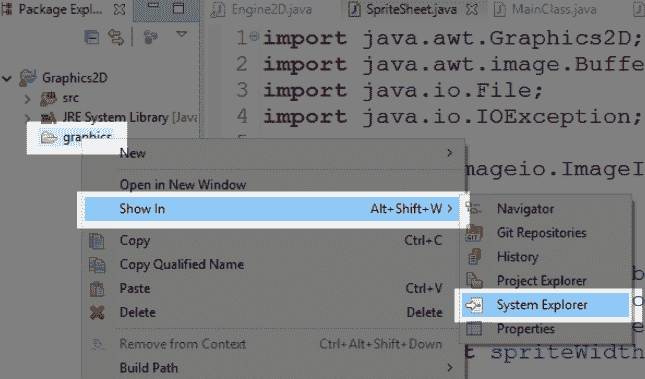 Package Expl...
Engine2D.java
SpriteSheet.java
MainClass.java
Graphics2D
src
JRE System Library [Java
graphics
1 import java.awt.Graphics2D;
2 import java.awt.image.Buffe
3 import java.io.File;
4 import java.io.IOException;
mageio.ImageI
New
Open in New Window
Show In Alt+Shift+W
Copy Ctrl+C
Copy Qualified Name
Paste Ctrl+V
Delete Delete
Remove from Context Ctrl+Alt+Shift+Down
Build Path
Navigator
Git Repositories
History
Project Explorer
System Explorer
Properties
t spriteWidth